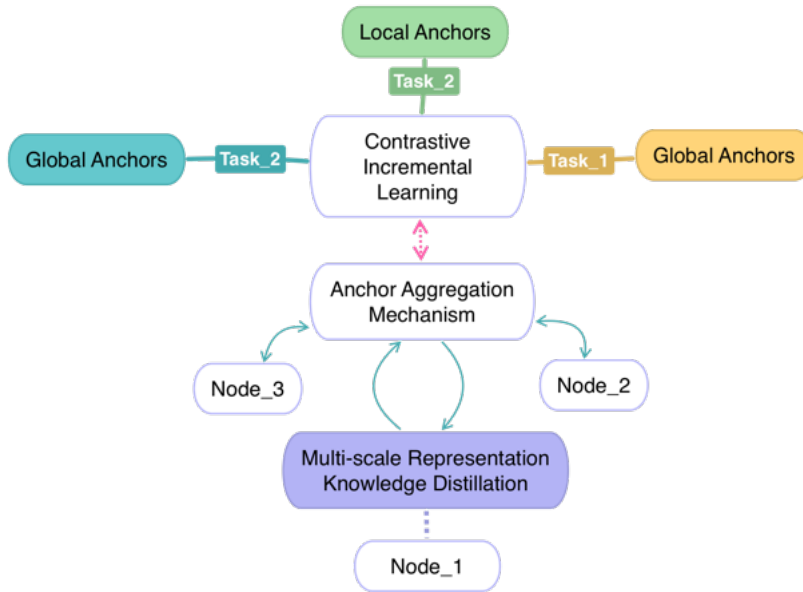 Local Anchors
Task_2
Global Anchors
Task_2
Contrastive
Incremental
Learning
Task_1
Global Anchors
Anchor Aggregation
Mechanism
Node_3
Node_2
Multi-scale Representation
Knowledge Distillation
Node_1